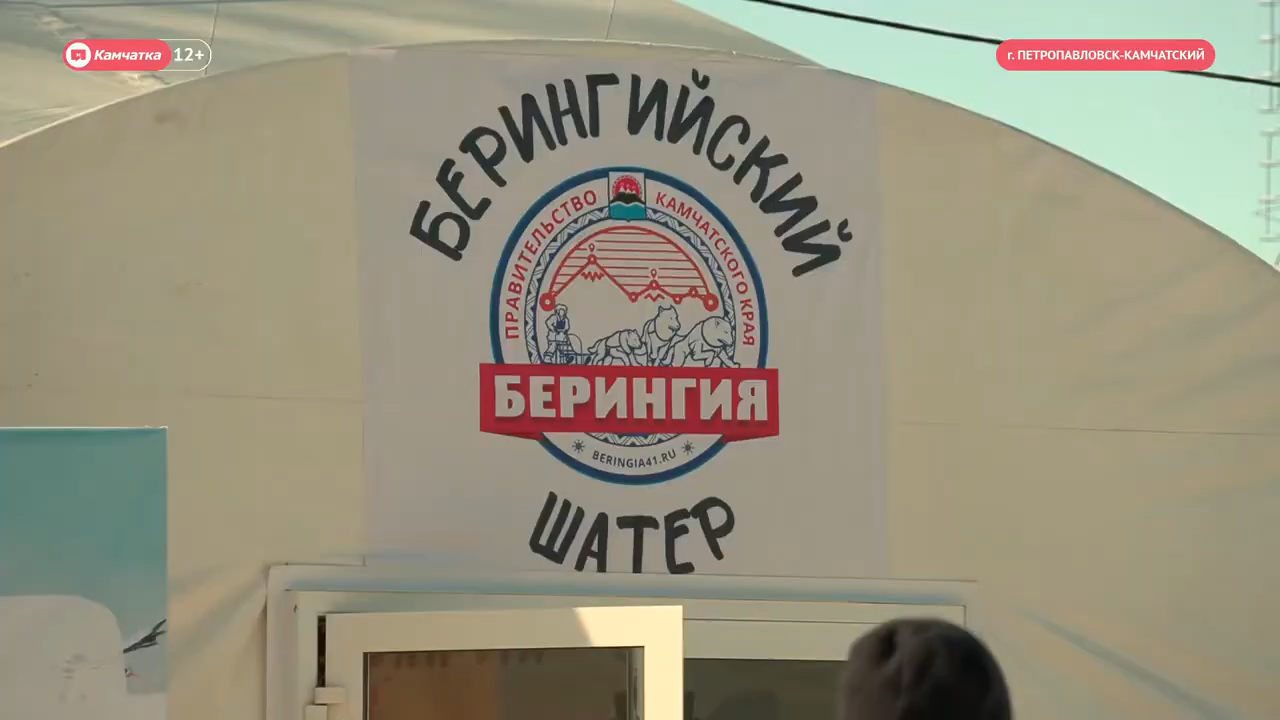 Камчатка 12+
г. ПЕТРОПАВЛОВСК-КАМЧАТСКИЙ
БЕРИНГИЙСКИЙ
ПРАВИТЕЛЬСТВО КАМЧАТСКОГО КРАЯ
БЕРИНГИЯ
BERINGIA41.RU
ШАТЕР